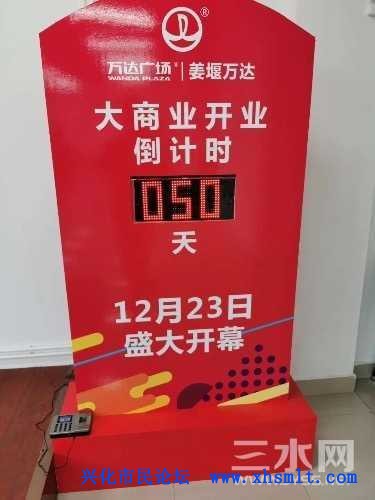 万达广场 | 姜堰万达
WANDA PLAZA
大商业开业
倒计时
050
天
12月23日
盛大开幕
三水网
兴化市民论坛 www.xhsmlt.com